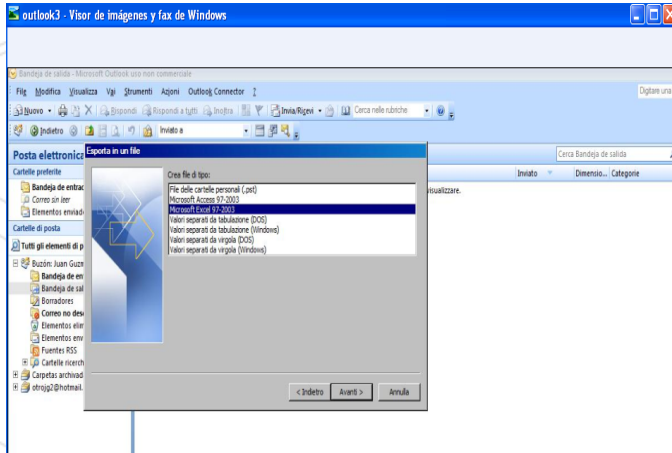 outlook3 - Visor de imágenes y fax de Windows
Bandeja de salida - Microsoft Outlook uso non commerciale
File Modifica Visualizza Vai Strumenti Azioni Outlook Connector ?
Digitare una
Nuovo Rispondi Rispondi a tutti Inoltra Invia/Ricevi Cerca nelle rubriche
Indietro Inviato a
Posta elettronica
Cerca Bandeja de salida
Cartelle preferite
Inviato Dimensio... Categorie
Bandeja de entrac
Correo sin leer
Elementos enviad
isualizzare.
Cartelle di posta
Tutti gli elementi di p
Buzón: Juan Guzm
Bandeja de en
Bandeja de sal
Borradores
Correo no des
Elementos elim
Elementos env
Fuentes RSS
Cartelle ricerch
Carpetas archivad
otrojg2@hotmail.
Esporta in un file
Crea file di tipo:
File delle cartelle personali (.pst)
Microsoft Access 97-2003
Microsoft Excel 97-2003
Valori separati da tabulazione (DOS)
Valori separati da tabulazione (Windows)
Valori separati da virgola (DOS)
Valori separati da virgola (Windows)
< Indietro Avanti > Annulla